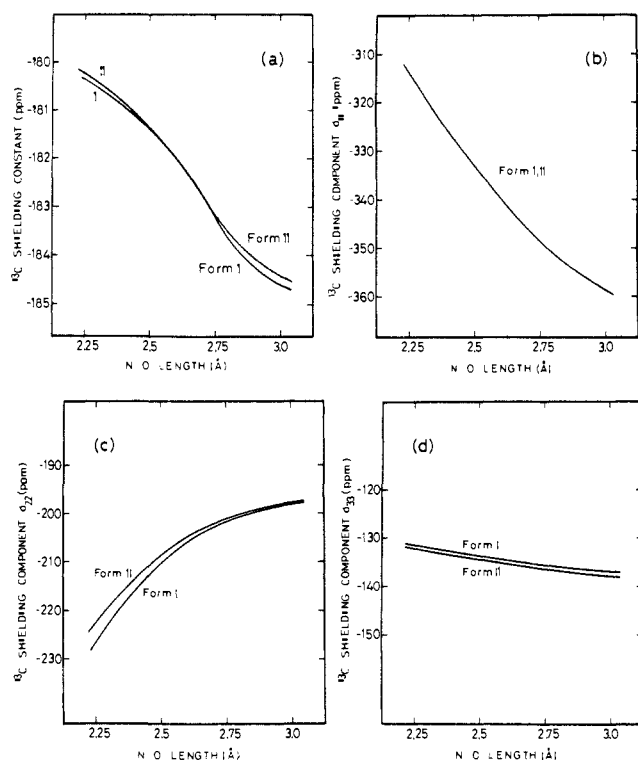 (a)
¹³C SHIELDING CONSTANT (ppm)
-180
-181
-182
-183
-184
-185
II
I
Form II
Form I
2.25
2.5
2.75
3.0
N O LENGTH (Å)
(b)
¹³C SHIELDING COMPONENT d₁₁ (ppm)
-310
-320
-330
-340
-350
-360
Form I,II
2.25
2.5
2.75
3.0
N O LENGTH (Å)
(c)
¹³C SHIELDING COMPONENT d₂₂ (ppm)
-190
-200
-210
-220
-230
Form II
Form I
2.25
2.5
2.75
3.0
N O LENGTH (Å)
(d)
¹³C SHIELDING COMPONENT d₃₃ (ppm)
-120
-130
-140
-150
Form I
Form II
2.25
2.5
2.75
3.0
N O LENGTH (Å)